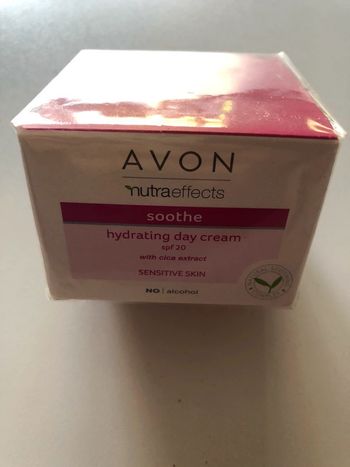 AVON
nutraeffects
soothe
hydrating day cream
spf 20
with cica extract
SENSITIVE SKIN
NO | alcohol